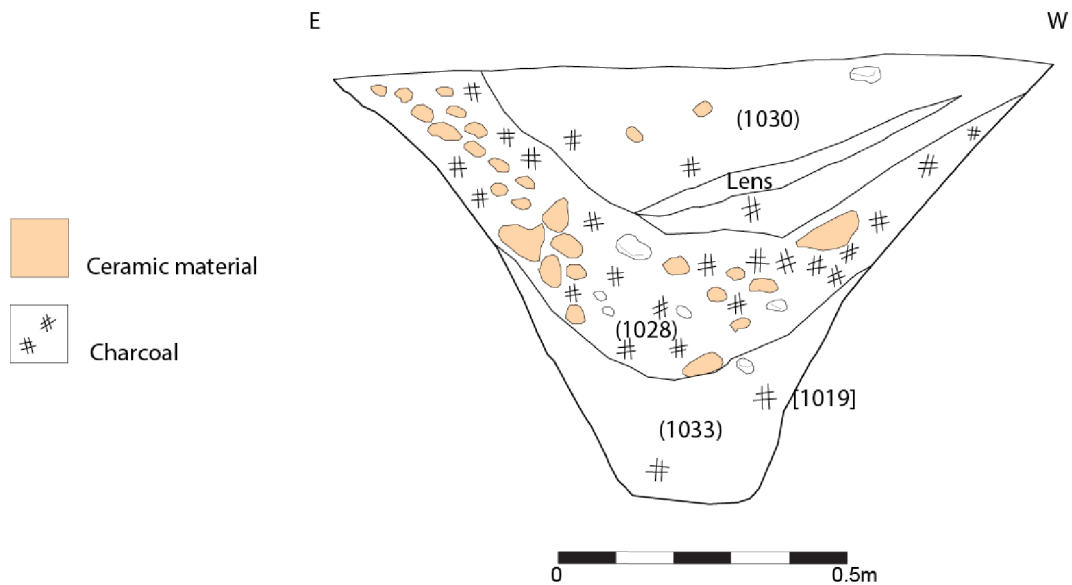 E
W
(1030)
Lens
Ceramic material
(1028)
Charcoal
[1019]
(1033)
0
0.5m